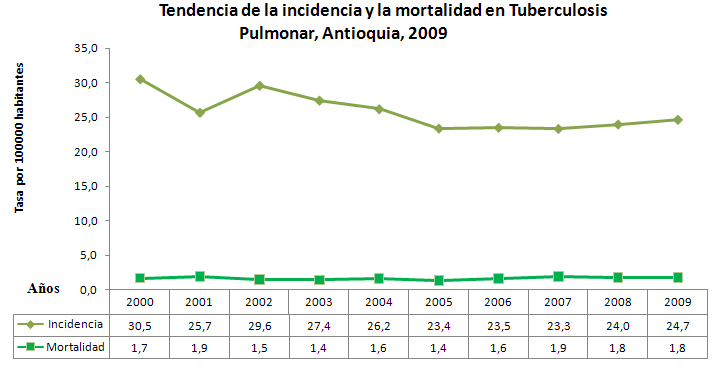 Tendencia de la incidencia y la mortalidad en Tuberculosis
Pulmonar, Antioquia, 2009
Tasa por 100000 habitantes
35,0
30,0
25,0
20,0
15,0
10,0
5,0
0,0
Años
2000 2001 2002 2003 2004 2005 2006 2007 2008 2009
Incidencia 30,5 25,7 29,6 27,4 26,2 23,4 23,5 23,3 24,0 24,7
Mortalidad 1,7 1,9 1,5 1,4 1,6 1,4 1,6 1,9 1,8 1,8